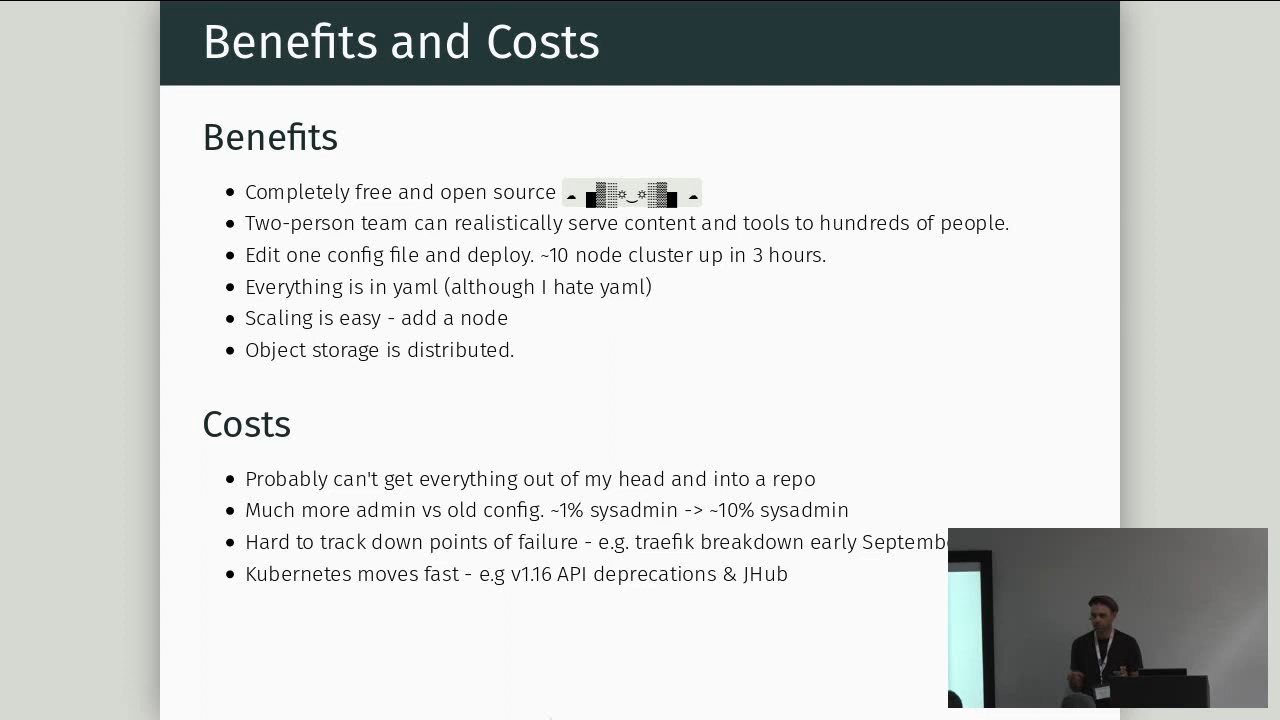 Benefits and Costs
Benefits
Completely free and open source ☁ ▄▓▒☼‿☼▒▓▄ ☁
Two-person team can realistically serve content and tools to hundreds of people.
Edit one config file and deploy. ~10 node cluster up in 3 hours.
Everything is in yaml (although I hate yaml)
Scaling is easy - add a node
Object storage is distributed.
Costs
Probably can't get everything out of my head and into a repo
Much more admin vs old config. ~1% sysadmin -> ~10% sysadmin
Hard to track down points of failure - e.g. traefik breakdown early Septemb
Kubernetes moves fast - e.g v1.16 API deprecations & JHub